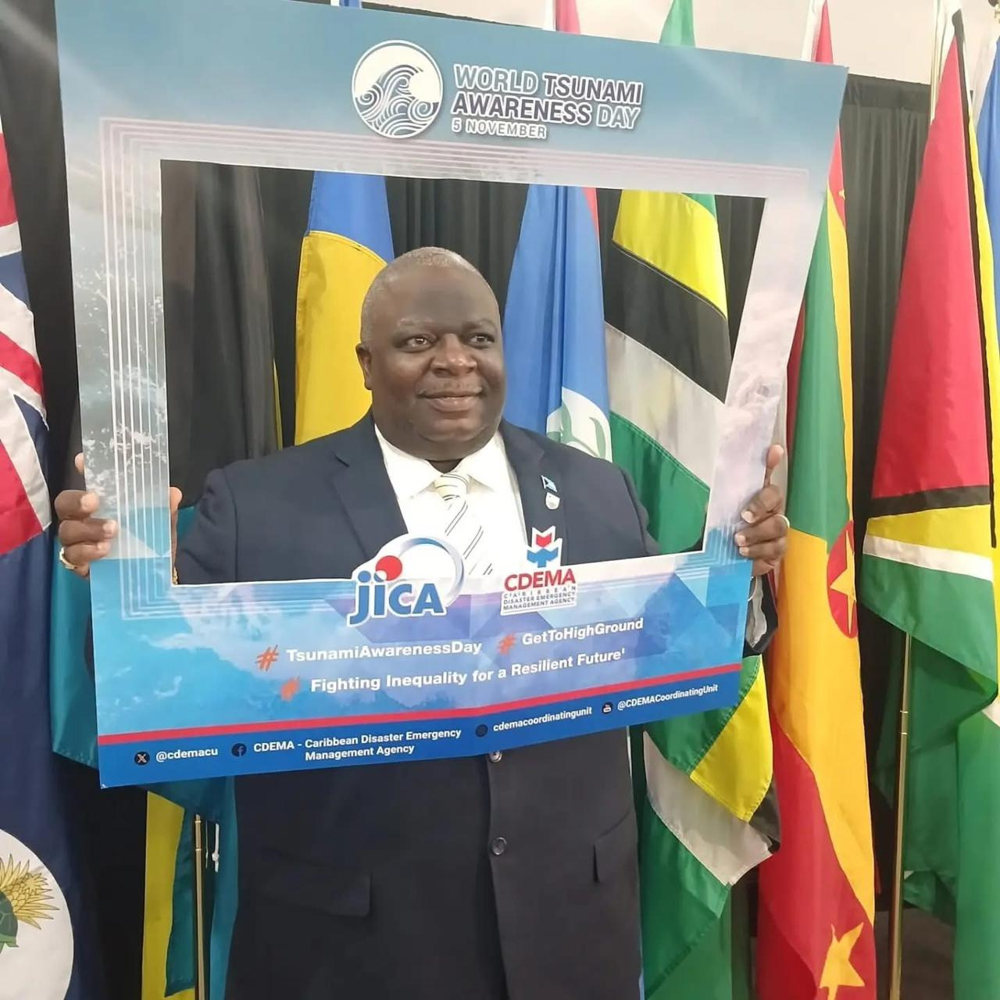 WORLD TSUNAMI
AWARENESS DAY
5 NOVEMBER
JICA
CDEMA
CARIBBEAN
DISASTER EMERGENCY
MANAGEMENT AGENCY
# TsunamiAwarenessDay # GetToHighGround
# Fighting Inequality for a Resilient Future'
@cdemacu CDEMA - Caribbean Disaster Emergency
Management Agency cdemacoordinatingunit @CDEMACoordinatingUnit